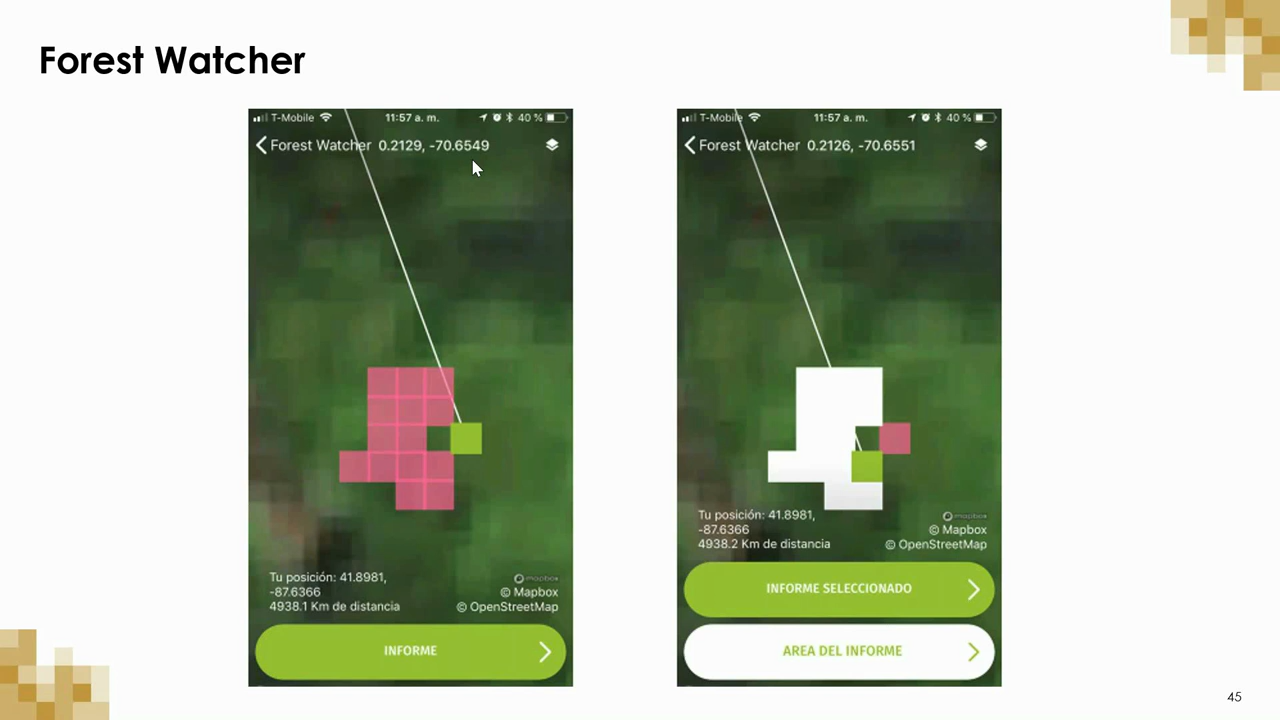 Forest Watcher
T-Mobile 11:57 a. m. 40 %
Forest Watcher 0.2129, -70.6549
Tu posición: 41.8981,
-87.6366
4938.1 Km de distancia
mapbox
© Mapbox
© OpenStreetMap
INFORME
T-Mobile 11:57 a. m. 40 %
Forest Watcher 0.2126, -70.6551
Tu posición: 41.8981,
-87.6366
4938.2 Km de distancia
mapbox
© Mapbox
© OpenStreetMap
INFORME SELECCIONADO
AREA DEL INFORME
45